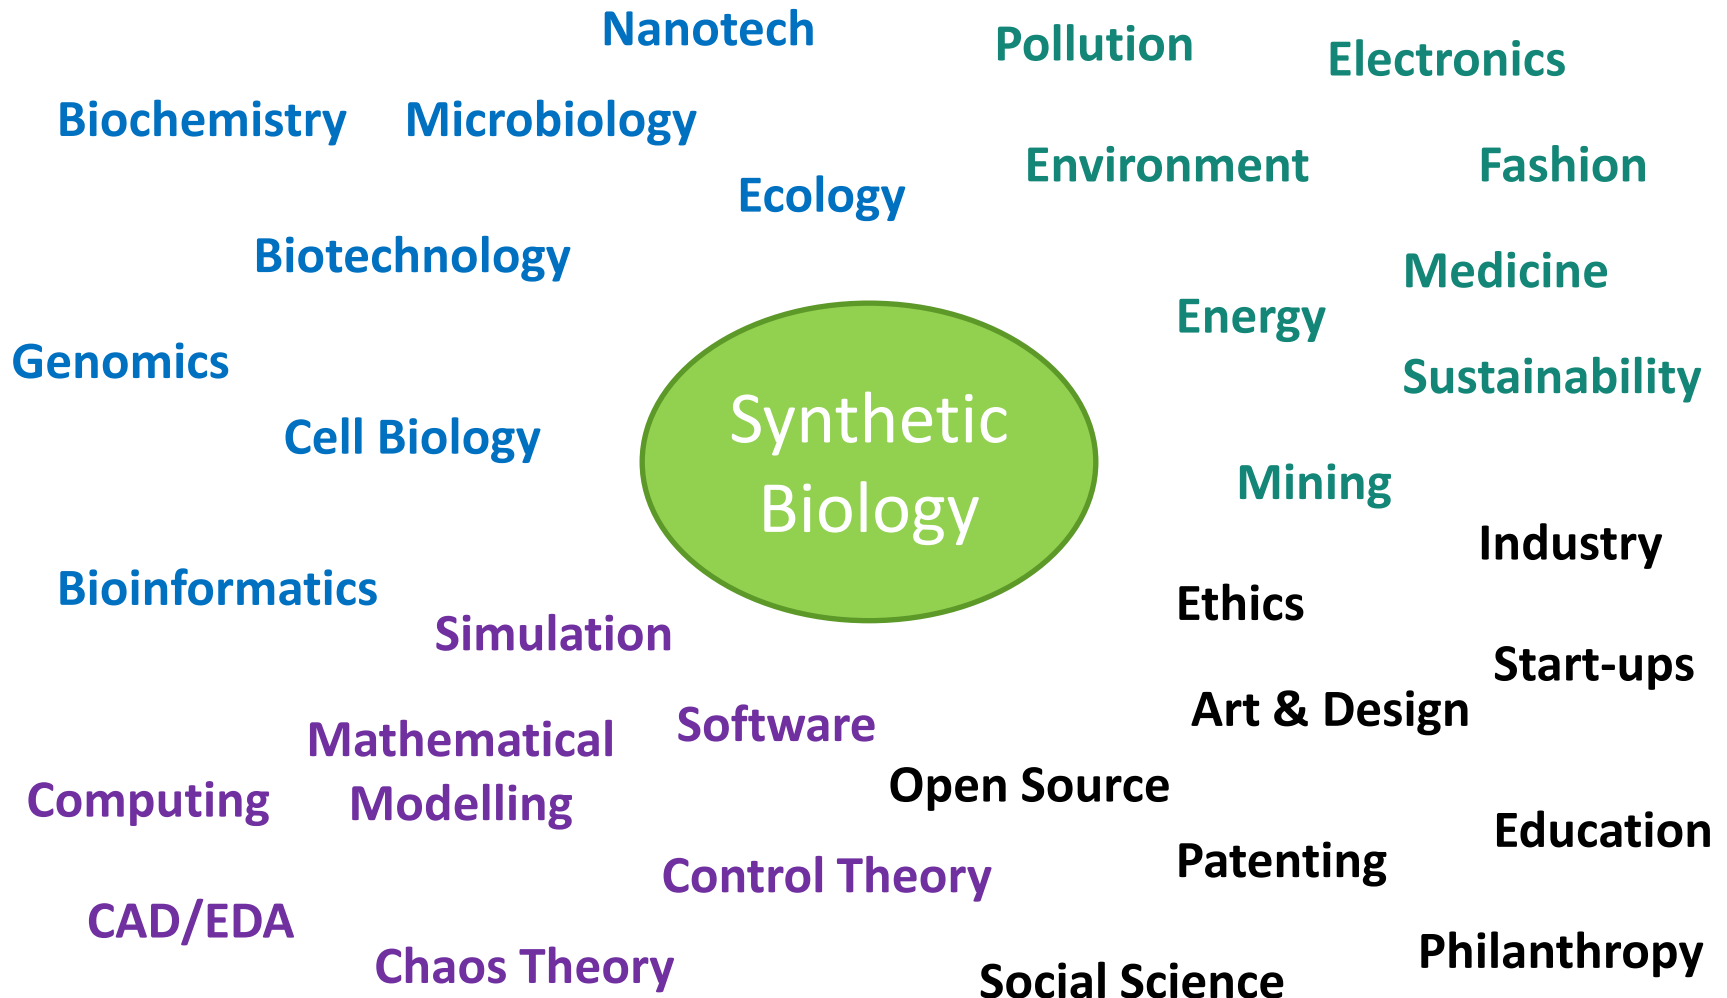 Nanotech
Pollution
Electronics
Biochemistry
Microbiology
Environment
Fashion
Ecology
Biotechnology
Medicine
Energy
Genomics
Sustainability
Synthetic
Biology
Cell Biology
Mining
Industry
Bioinformatics
Ethics
Simulation
Start-ups
Art & Design
Mathematical
Modelling
Software
Open Source
Computing
Education
Patenting
Control Theory
CAD/EDA
Philanthropy
Chaos Theory
Social Science